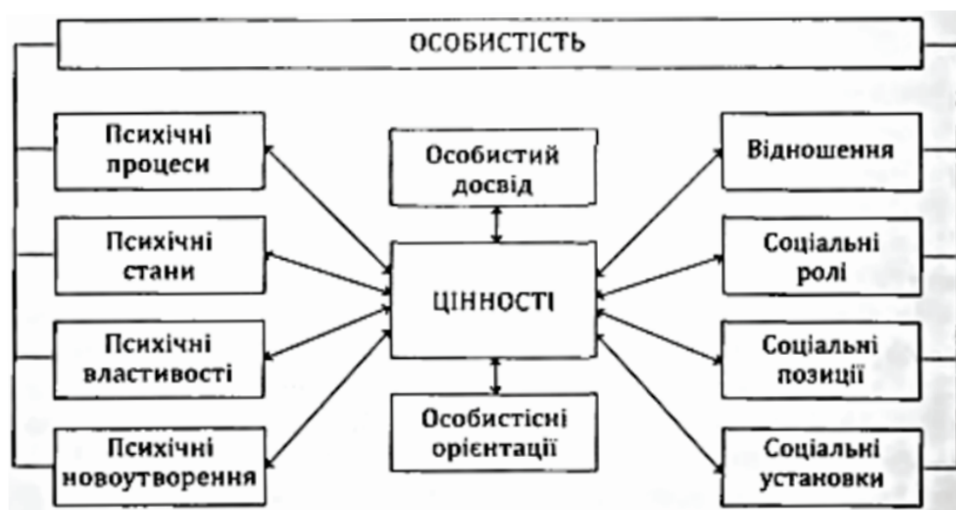 ОСОБИСТІСТЬ
Психічні
процеси
Психічні
стани
Психічні
властивості
Психічні
новоутворення
Особистий
досвід
ЦІННОСТІ
Особистісні
орієнтації
Відношення
Соціальні
ролі
Соціальні
позиції
Соціальні
установки